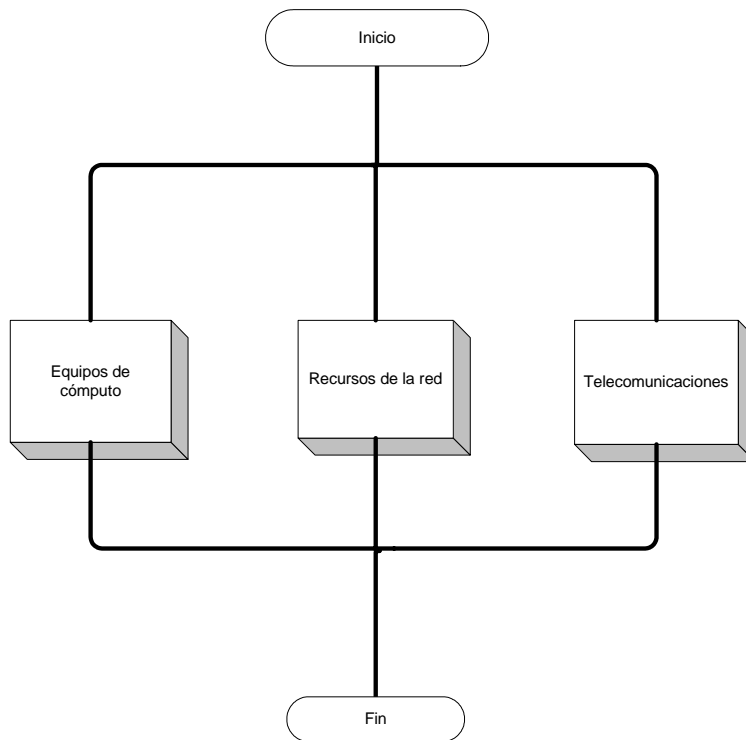 Inicio
Equipos de
cómputo
Recursos de la red
Telecomunicaciones
Fin